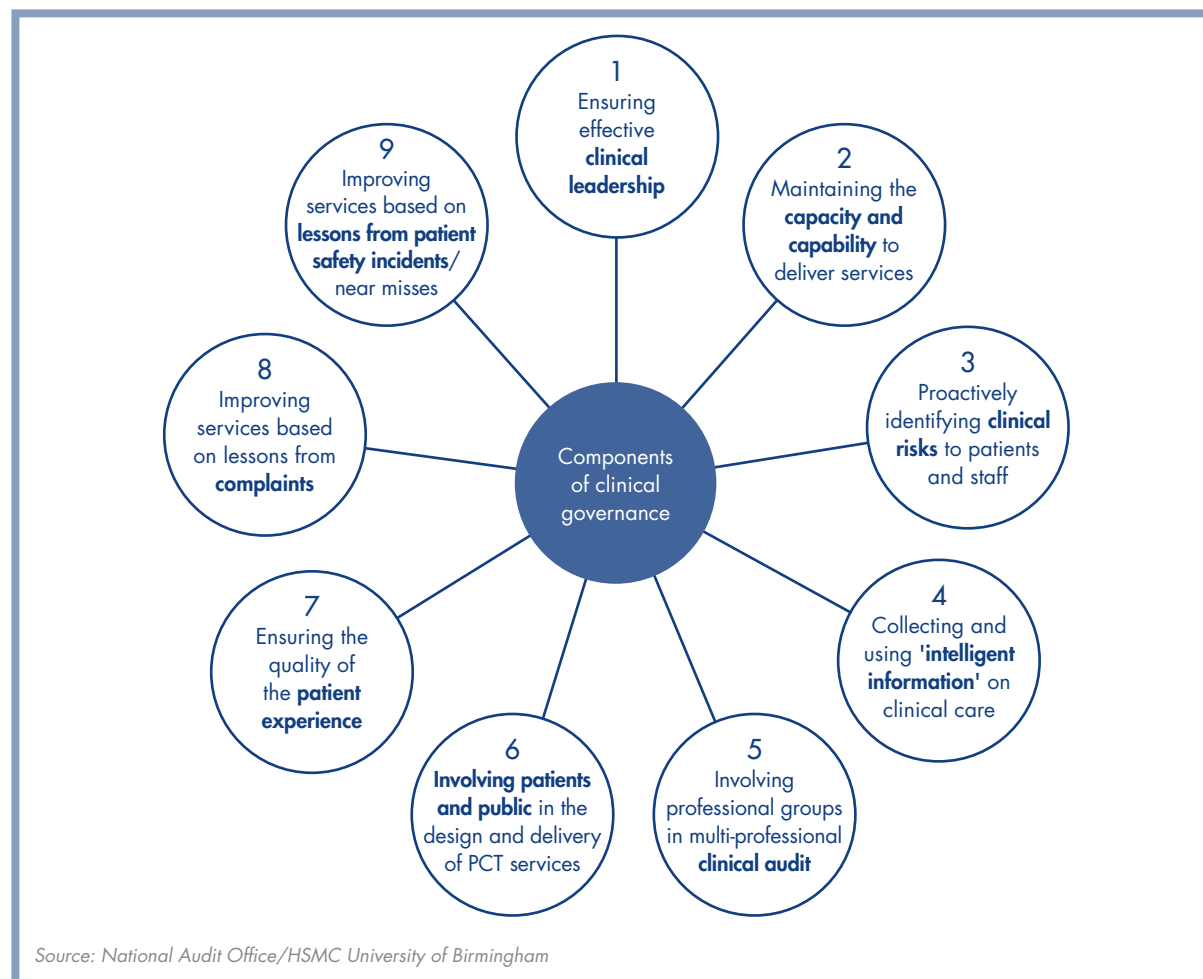 1
Ensuring
effective
clinical
leadership
2
Maintaining the
capacity and
capability to
deliver services
3
Proactively
identifying clinical
risks to patients
and staff
4
Collecting and
using 'intelligent
information' on
clinical care
5
Involving
professional groups
in multi-professional
clinical audit
6
Involving patients
and public in the
design and delivery
of PCT services
7
Ensuring the
quality of
the patient
experience
8
Improving
services based
on lessons from
complaints
9
Improving
services based on
lessons from patient
safety incidents/
near misses
Components
of clinical
governance
Source: National Audit Office/HSMC University of Birmingham